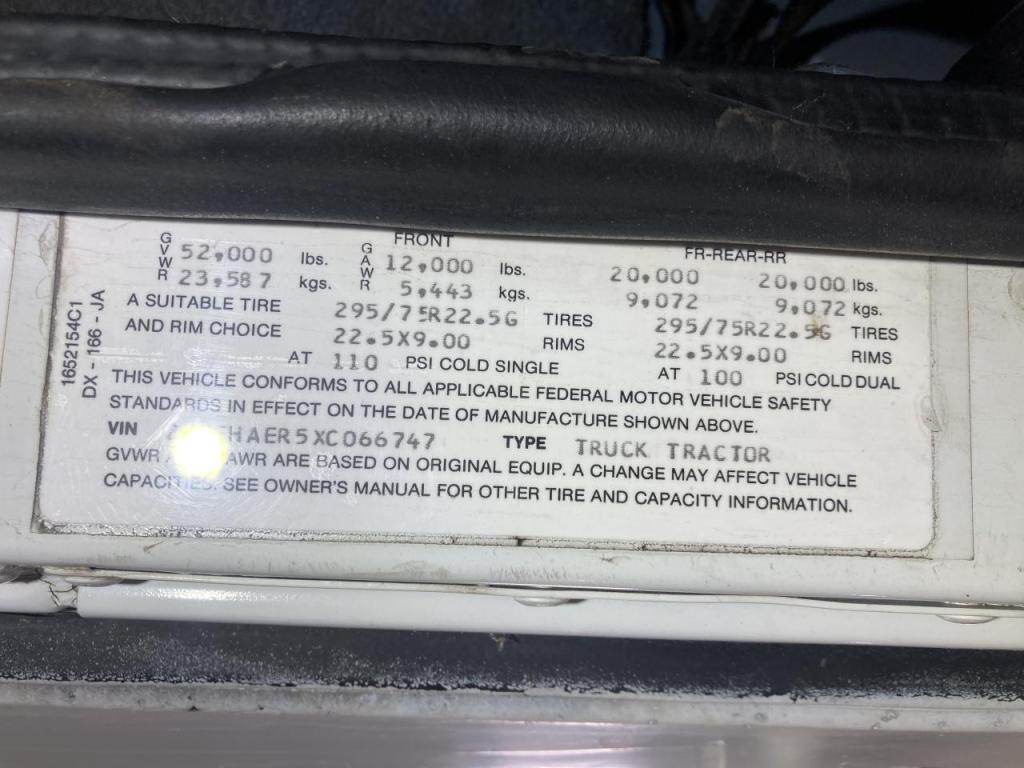 FRONT FR-REAR-RR
GVWR 52,000 lbs. GAWR 12,000 lbs. 20,000 20,000 lbs.
23,587 kgs. 5,443 kgs. 9,072 9,072 kgs.
A SUITABLE TIRE 295/75R22.5G TIRES 295/75R22.5G TIRES
AND RIM CHOICE 22.5X9.00 RIMS 22.5X9.00 RIMS
AT 110 PSI COLD SINGLE AT 100 PSI COLD DUAL
THIS VEHICLE CONFORMS TO ALL APPLICABLE FEDERAL MOTOR VEHICLE SAFETY
STANDARDS IN EFFECT ON THE DATE OF MANUFACTURE SHOWN ABOVE.
VIN HAER5XC066747 TYPE TRUCK TRACTOR
GVWR AWR ARE BASED ON ORIGINAL EQUIP. A CHANGE MAY AFFECT VEHICLE
CAPACITIES. SEE OWNER'S MANUAL FOR OTHER TIRE AND CAPACITY INFORMATION.
1652154C1
DX - 166 - JA